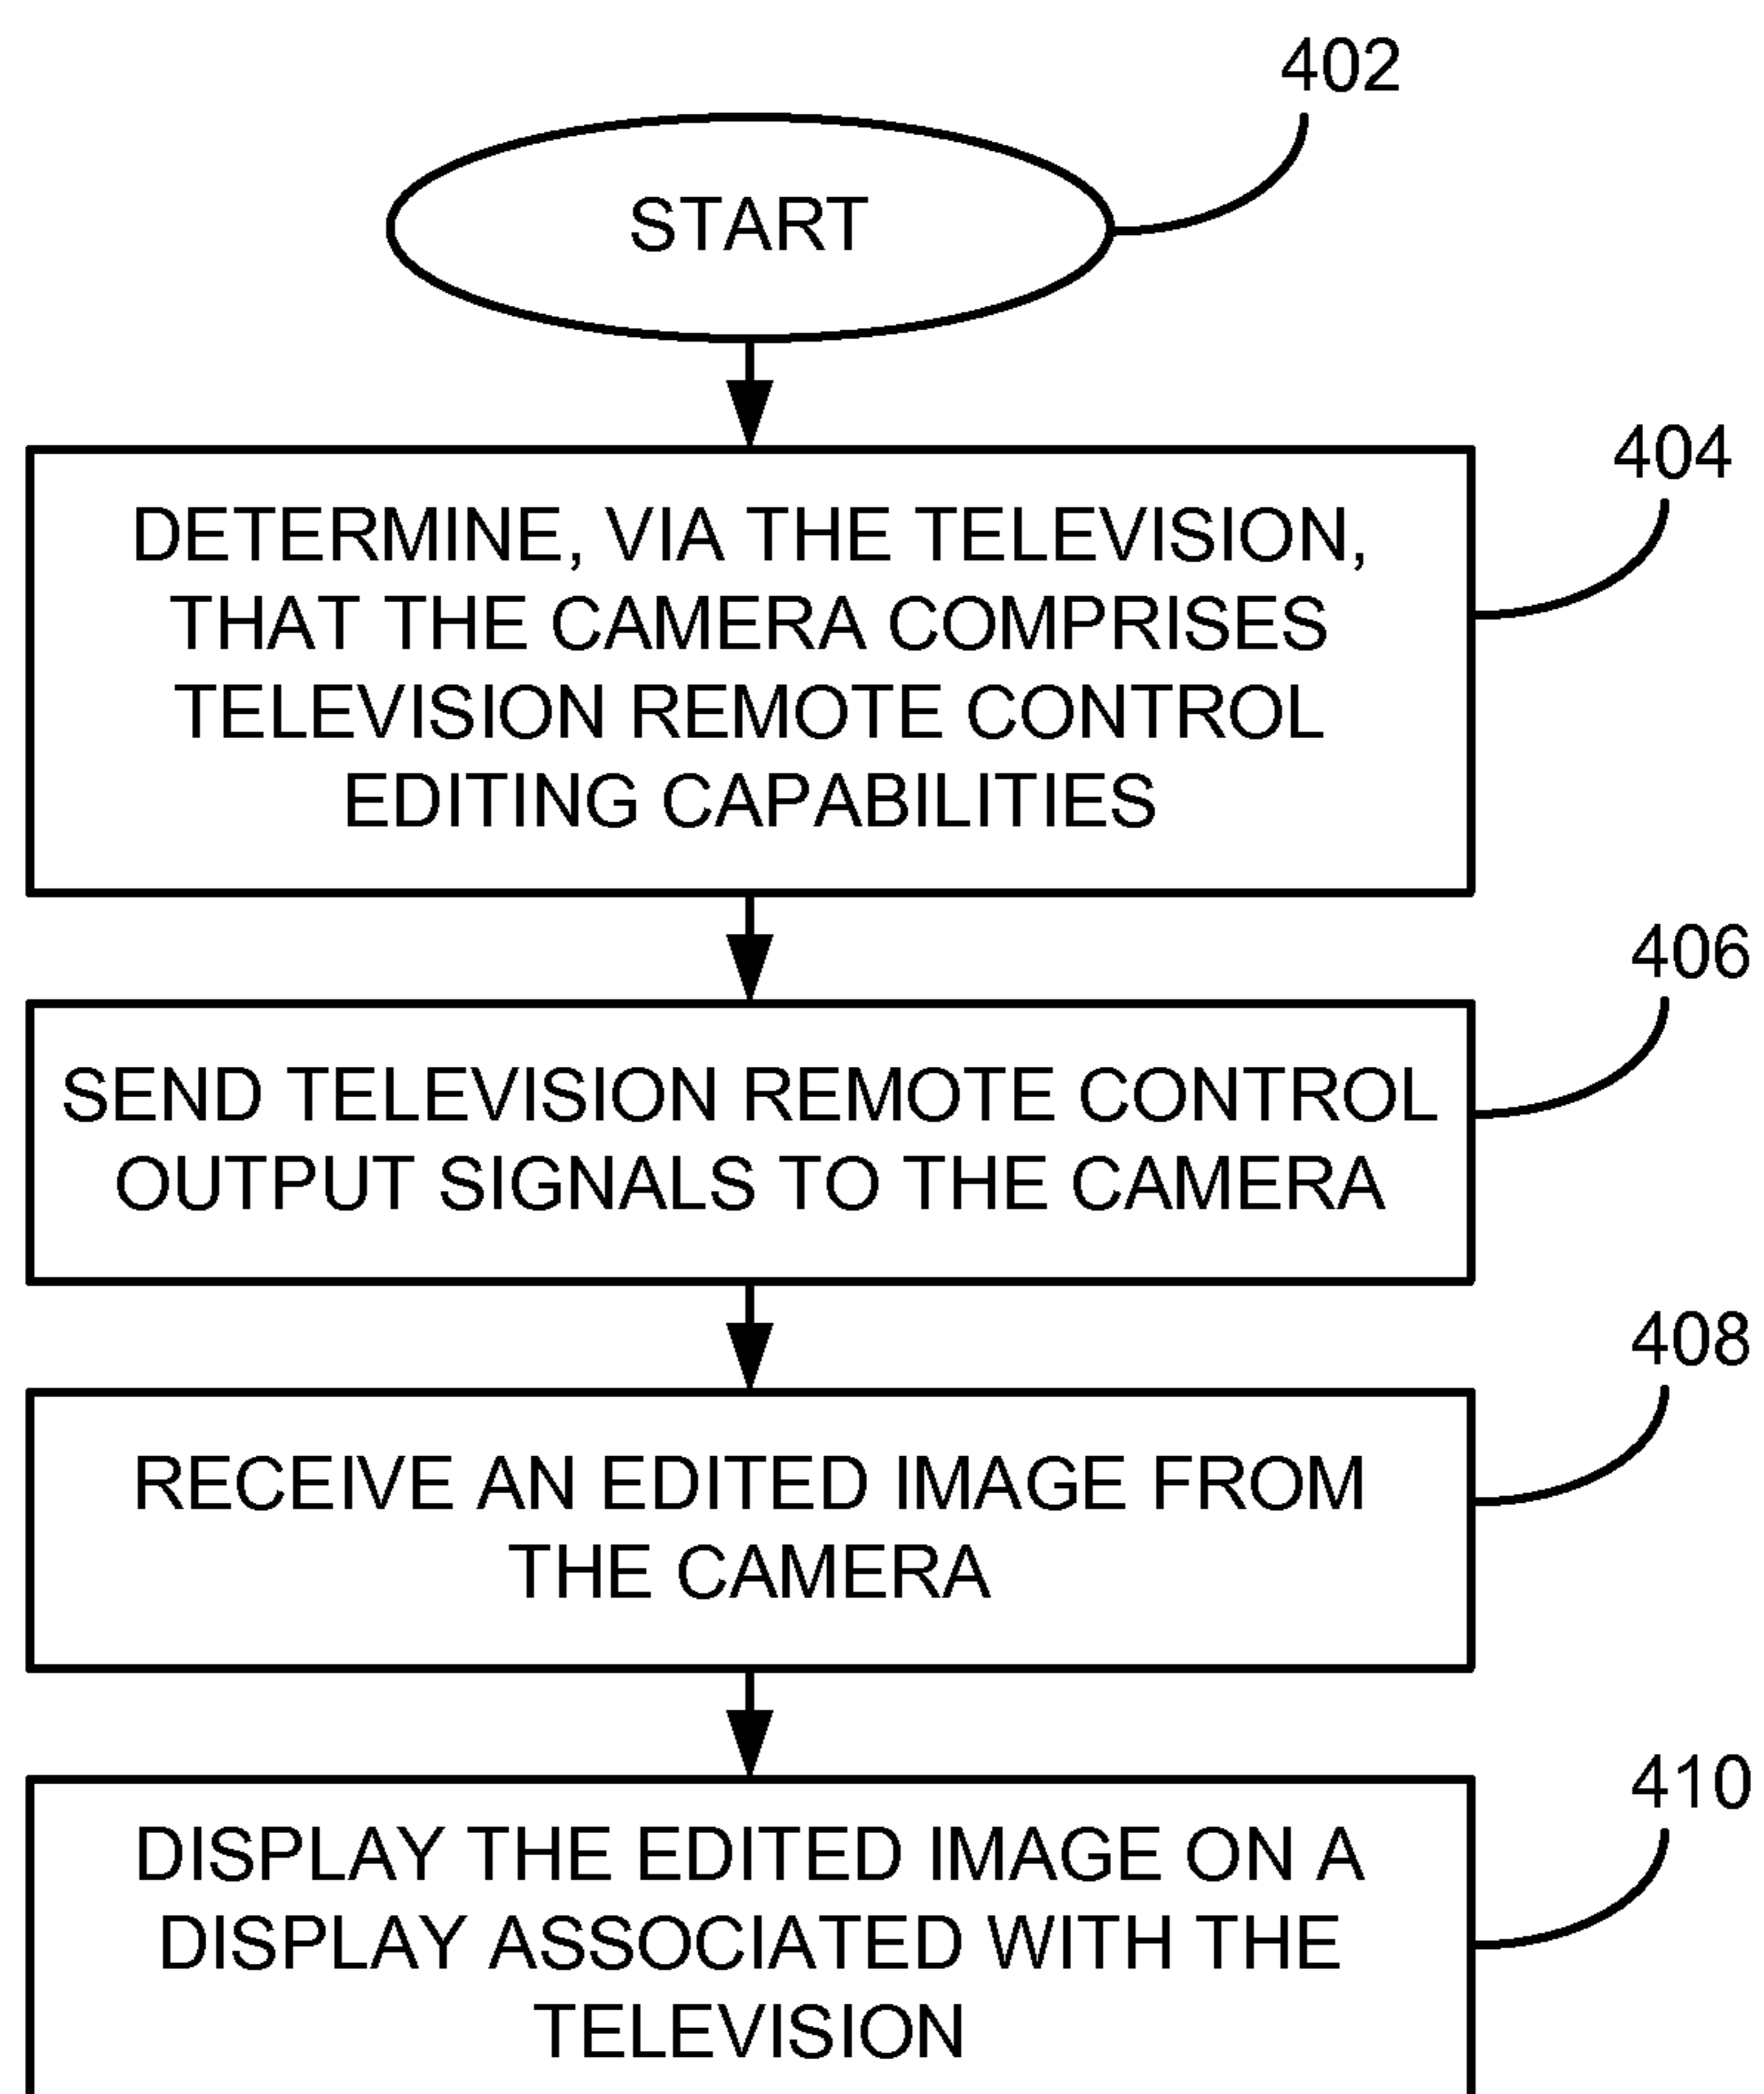 402
START
404
DETERMINE, VIA THE TELEVISION,
THAT THE CAMERA COMPRISES
TELEVISION REMOTE CONTROL
EDITING CAPABILITIES
406
SEND TELEVISION REMOTE CONTROL
OUTPUT SIGNALS TO THE CAMERA
408
RECEIVE AN EDITED IMAGE FROM
THE CAMERA
410
DISPLAY THE EDITED IMAGE ON A
DISPLAY ASSOCIATED WITH THE
TELEVISION